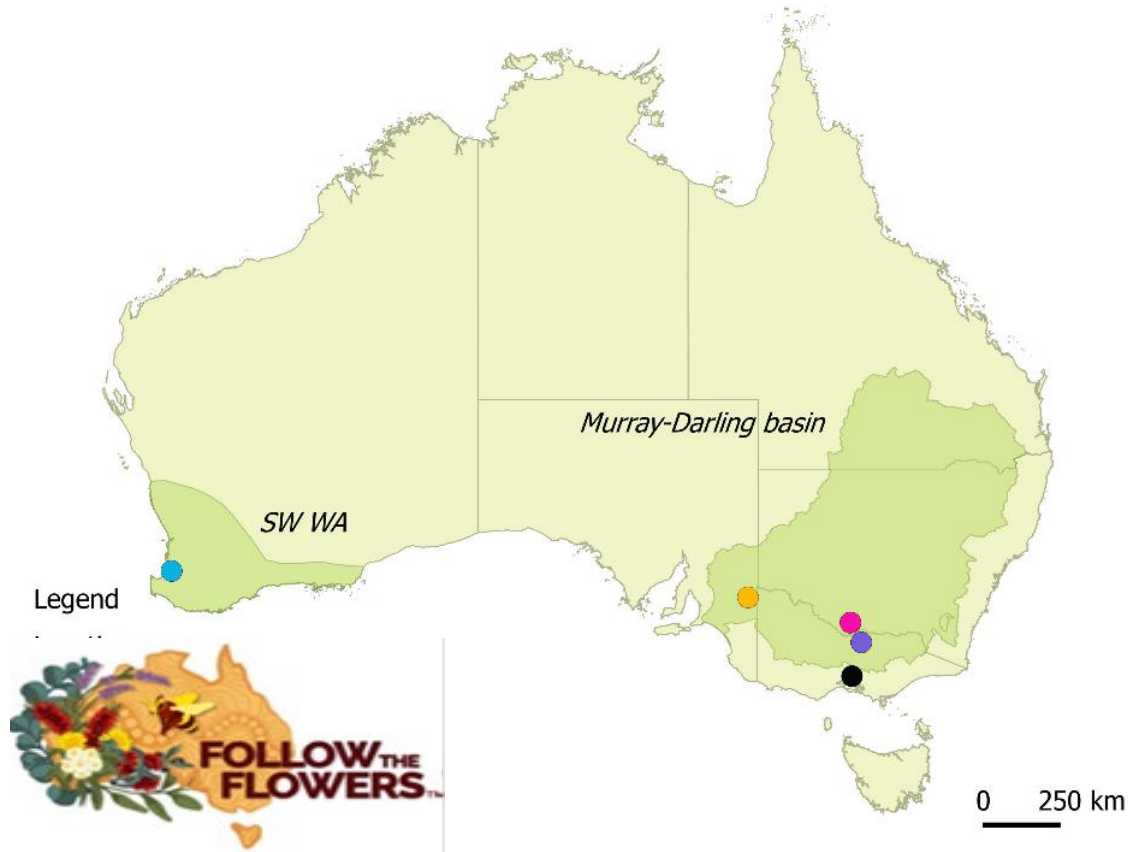 Murray-Darling basin
SW WA
Legend
FOLLOW THE
FLOWERS
0 250 km